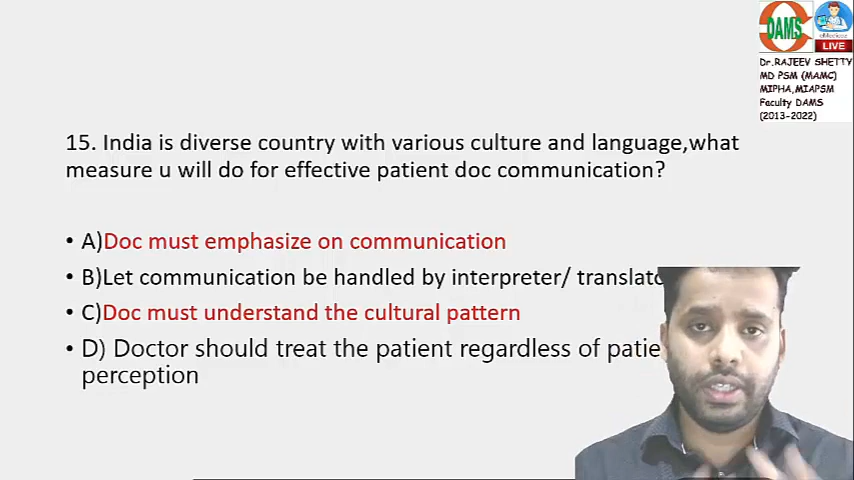 DAMS
eMedicoz
LIVE
Dr.RAJEEV SHETTY
MD PSM (MAMC)
MIPHA,MIAPSM
Faculty DAMS
(2013-2022)
15. India is diverse country with various culture and language,what
measure u will do for effective patient doc communication?
• A)Doc must emphasize on communication
• B)Let communication be handled by interpreter/
• C)Doc must understand the cultural pattern
• D) Doctor should treat the patient regardless of
perception